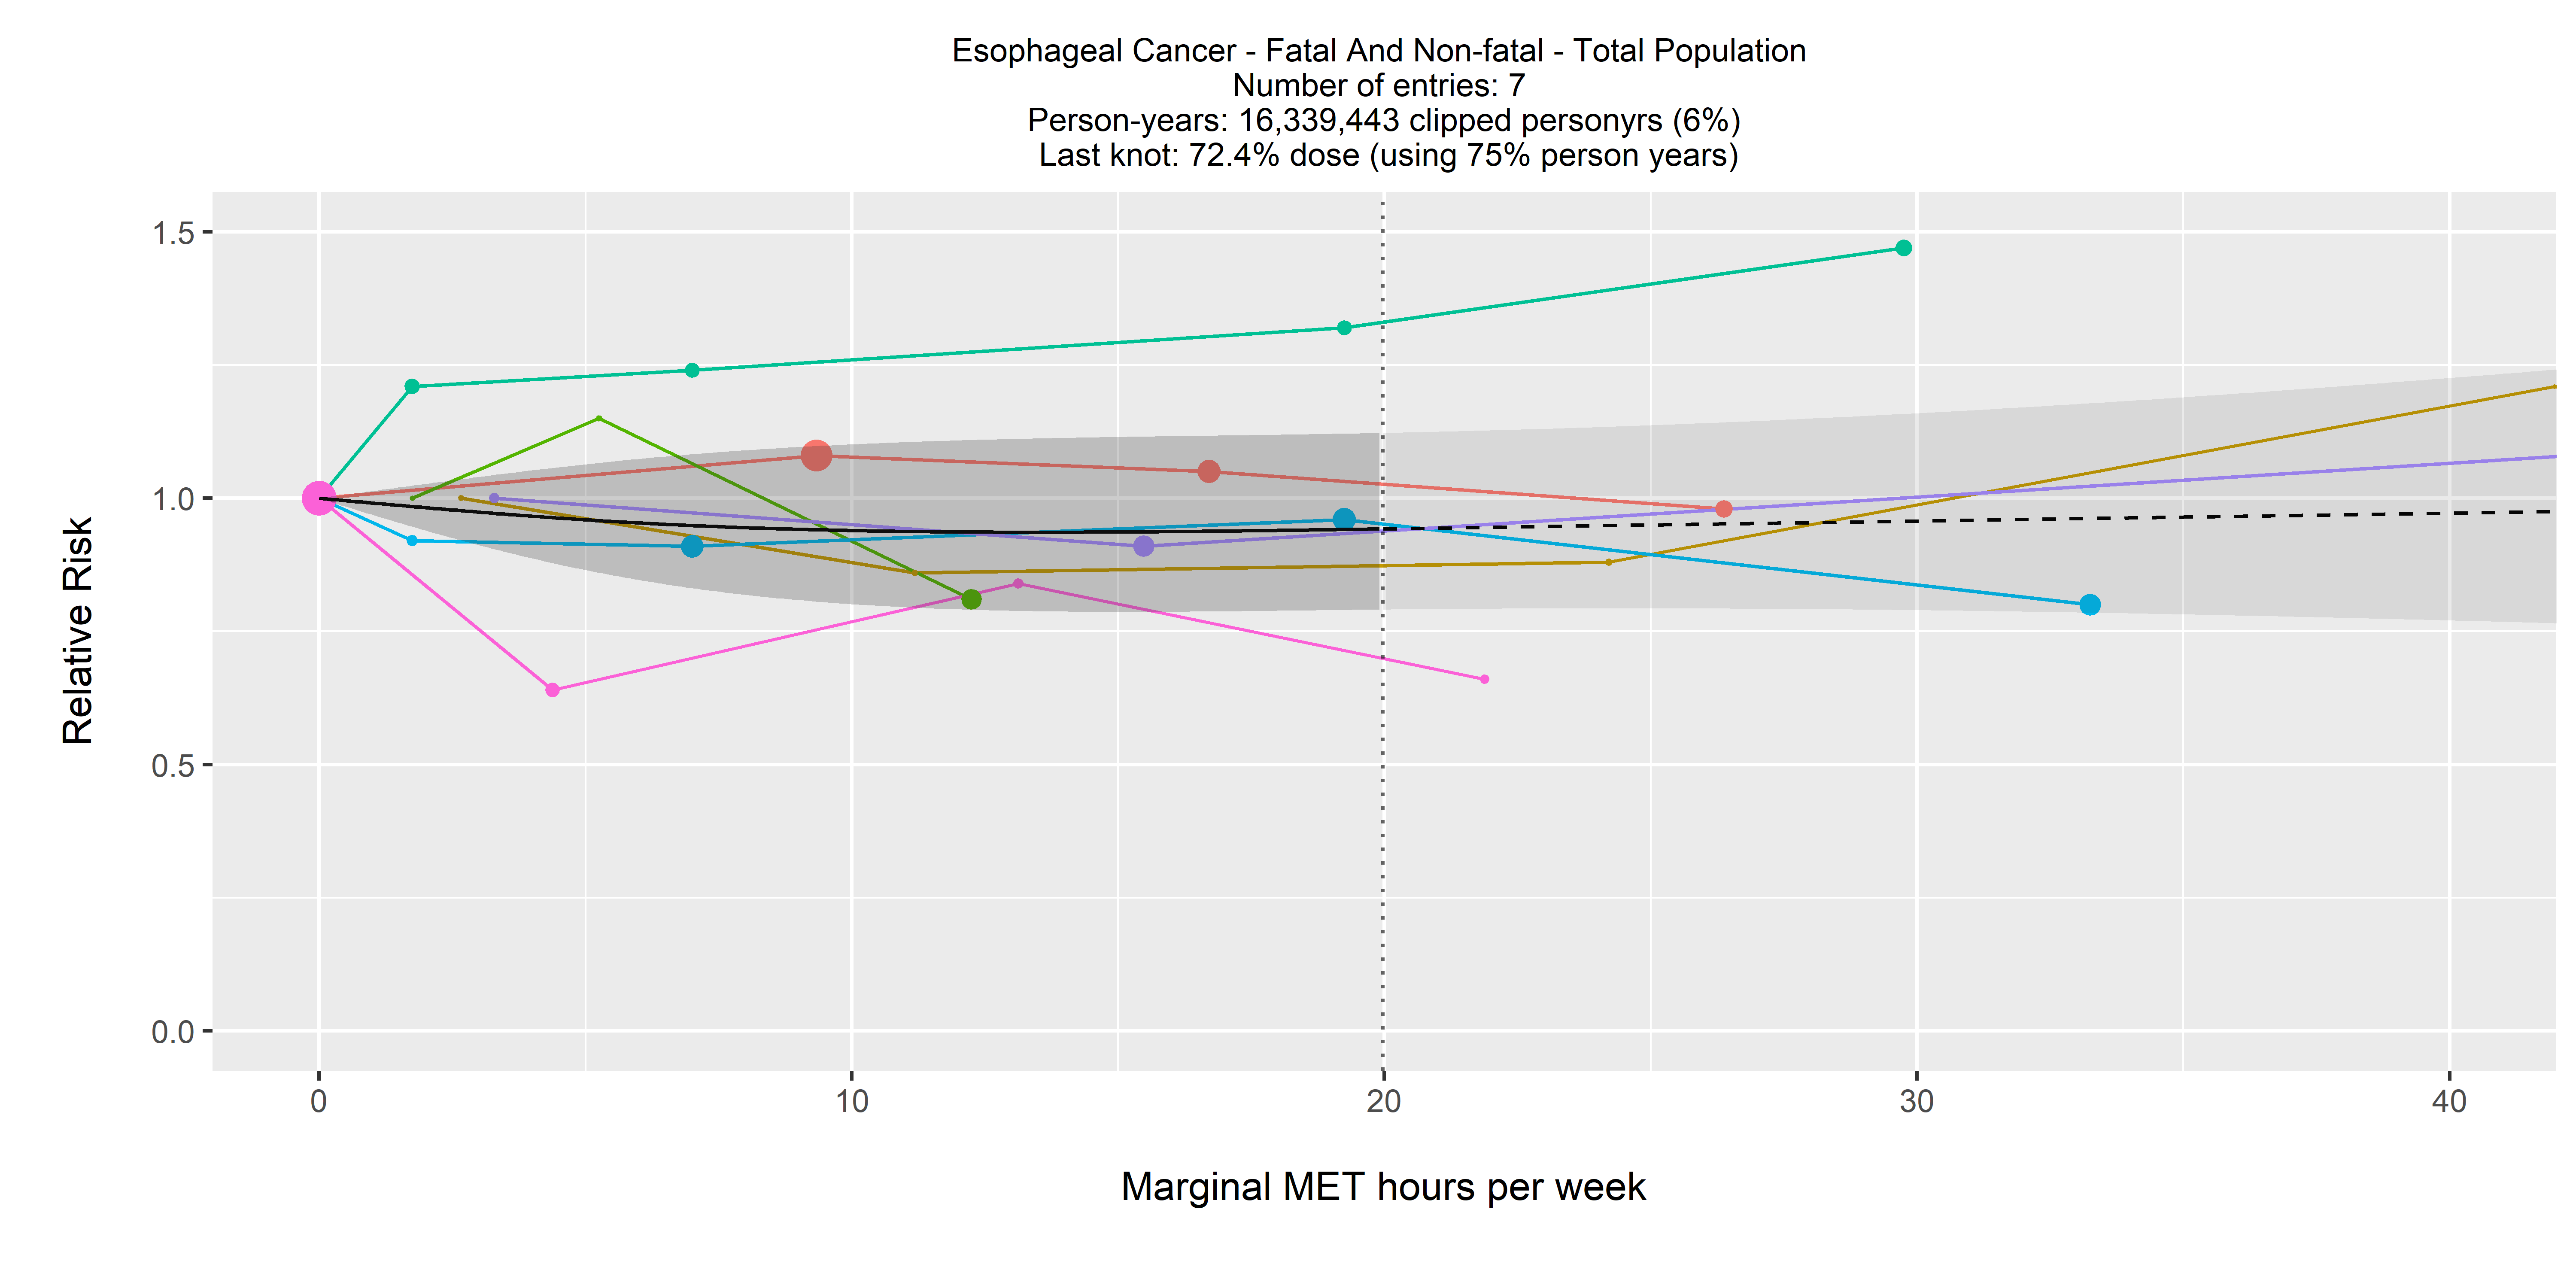 Esophageal Cancer - Fatal And Non-fatal - Total Population
Number of entries: 7
Person-years: 16,339,443 clipped personyrs (6%)
Last knot: 72.4% dose (using 75% person years)
Relative Risk
1.5
1.0
0.5
0.0
0 10 20 30 40
Marginal MET hours per week